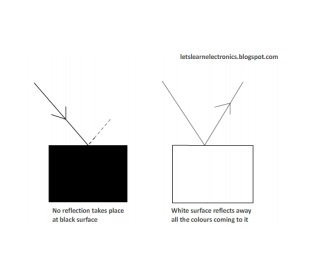 letslearnelectronics.blogspot.com
No reflection takes place
at black surface
White surface reflects away
all the colours coming to it